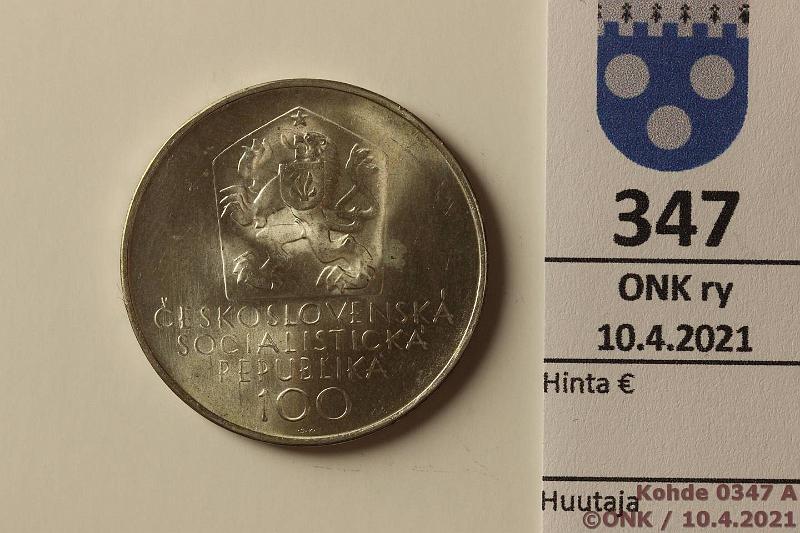 ČESKOSLOVENSKÁ
SOCIALISTICKÁ
REPUBLIKA
100
347
ONK ry
10.4.2021
Hinta €
Huutaja
Kohde 0347 A
©ONK / 10.4.2021